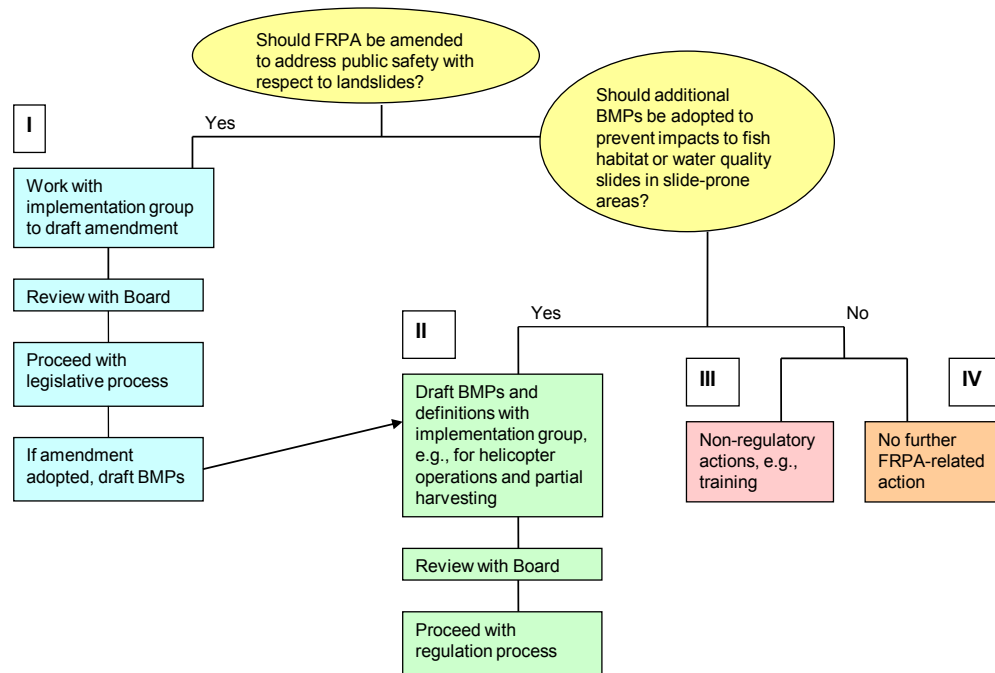 Should FRPA be amended
to address public safety with
respect to landslides?
Should additional
BMPs be adopted to
prevent impacts to fish
habitat or water quality
slides in slide-prone
areas?
I
Yes
Work with
implementation group
to draft amendment
Review with Board
Proceed with
legislative process
If amendment
adopted, draft BMPs
Yes
No
II
Draft BMPs and
definitions with
implementation group,
e.g., for helicopter
operations and partial
harvesting
Review with Board
Proceed with
regulation process
III
Non-regulatory
actions, e.g.,
training
IV
No further
FRPA-related
action